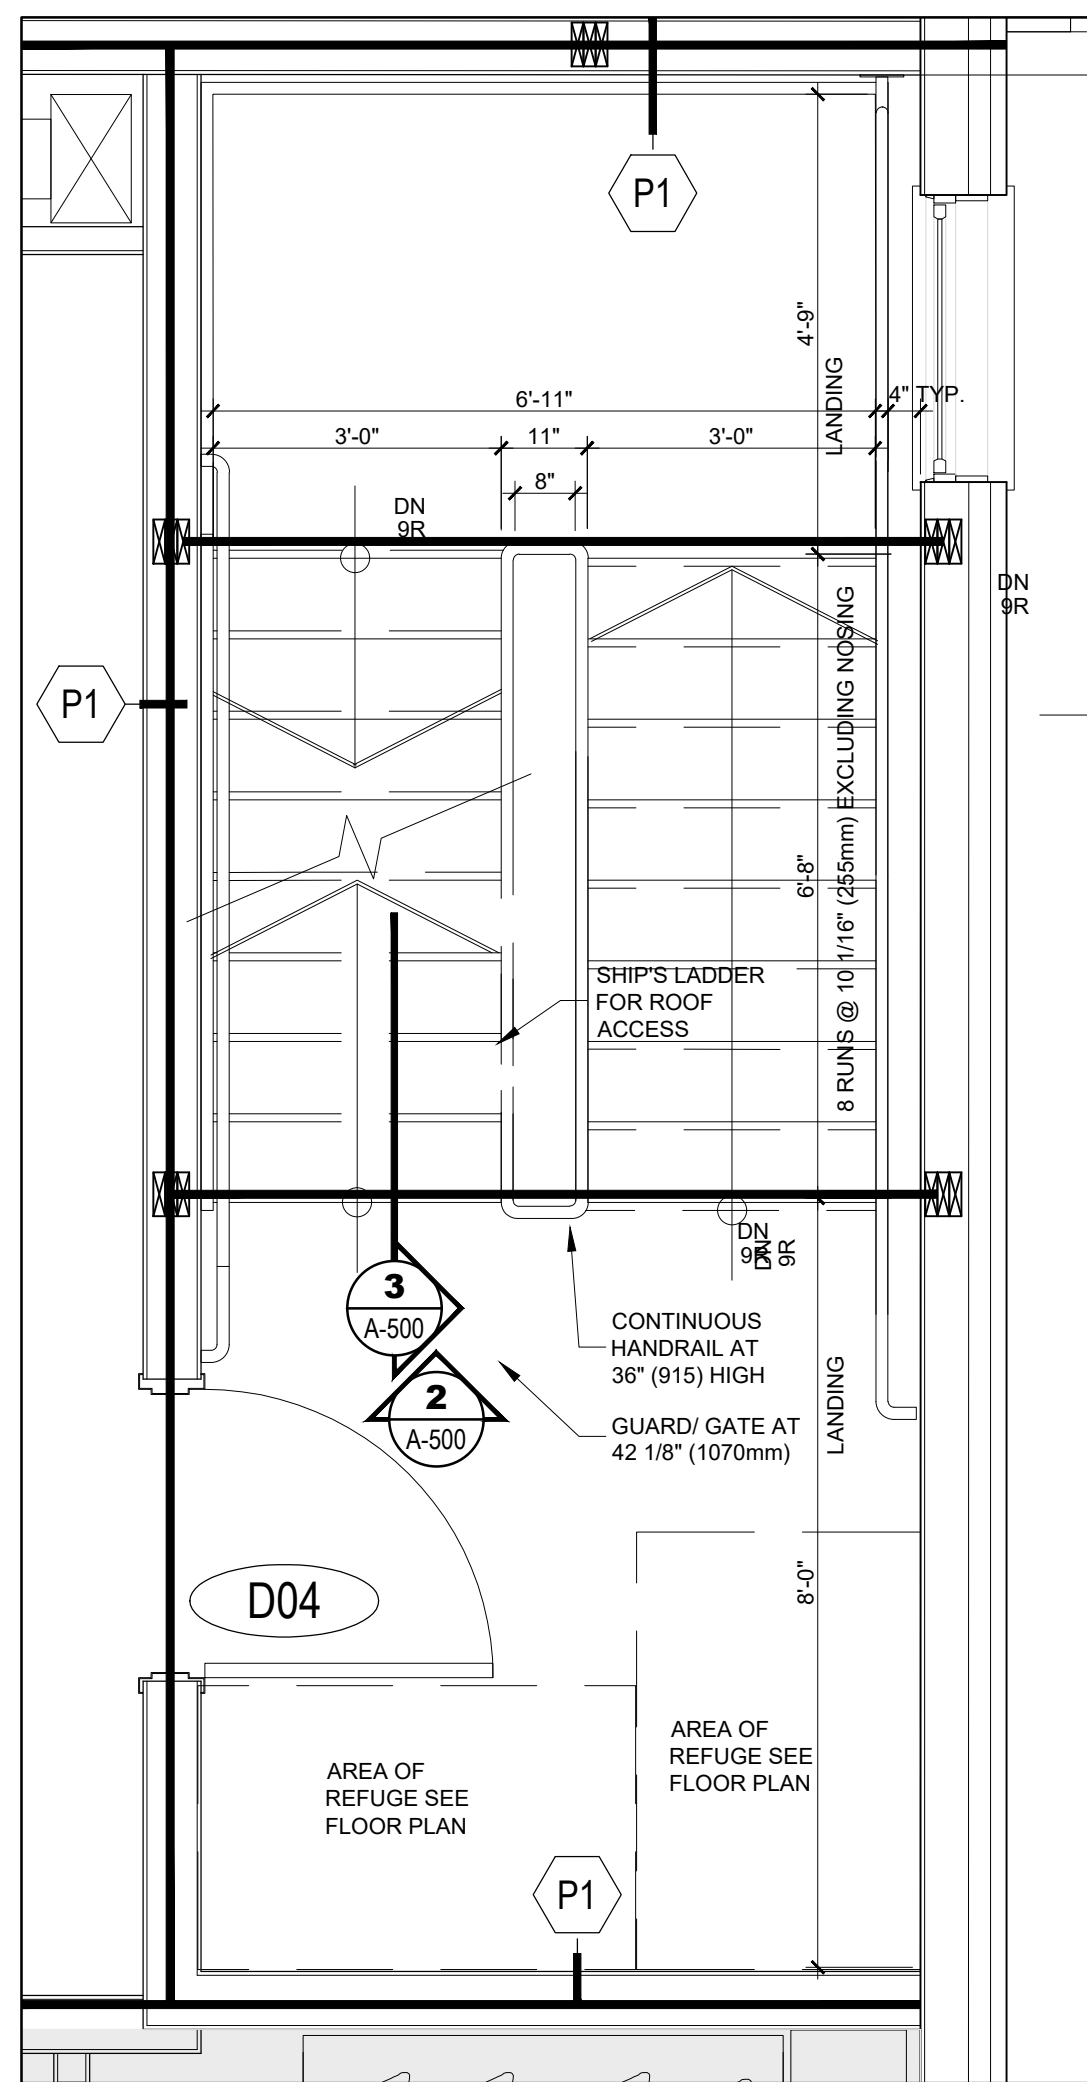 P1
4'-9"
LANDING
6'-11"
4" TYP.
3'-0"
11"
3'-0"
8"
DN
9R
DN
9R
P1
8 RUNS @ 10 1/16" (255mm) EXCLUDING NOSING
6'-8"
SHIP'S LADDER
FOR ROOF
ACCESS
DN
9R
DN
9R
3
A-500
CONTINUOUS
HANDRAIL AT
36" (915) HIGH
2
A-500
GUARD/ GATE AT
42 1/8" (1070mm)
LANDING
8'-0"
D04
AREA OF
REFUGE SEE
FLOOR PLAN
AREA OF
REFUGE SEE
FLOOR PLAN
P1